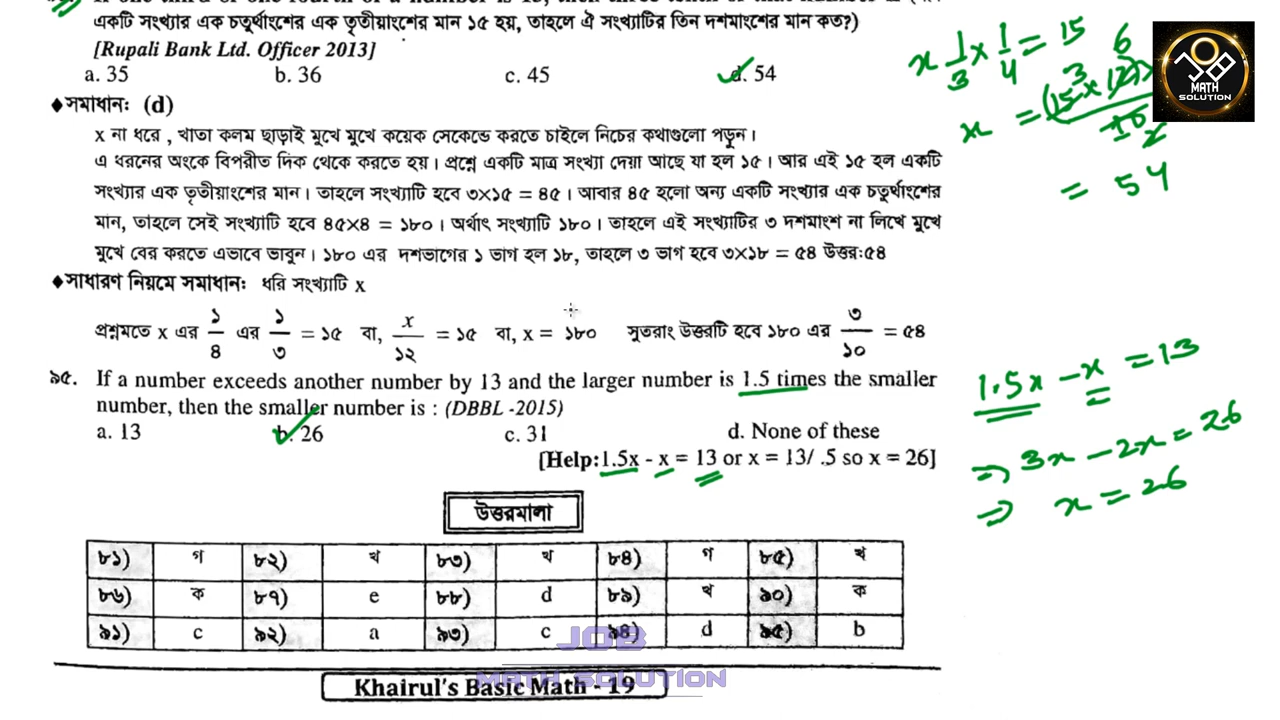 একটি সংখ্যার এক চতুর্থাংশের এক তৃতীয়াংশের মান ১৫ হয়, তাহলে ঐ সংখ্যাটির তিন দশমাংশের মান কত?)
[Rupali Bank Ltd. Officer 2013]
a. 35 b. 36 c. 45 d. 54
♦সমাধানঃ (d)
x না ধরে, খাতা কলম ছাড়াই মুখে মুখে কয়েক সেকেন্ডে করতে চাইলে নিচের কথাগুলো পড়ুন।
এ ধরনের অংকে বিপরীত দিক থেকে করতে হয়। প্রশ্নে একটি মাত্র সংখ্যা দেয়া আছে যা হল ১৫। আর এই ১৫ হল একটি
সংখ্যার এক তৃতীয়াংশের মান। তাহলে সংখ্যাটি হবে ৩×১৫ = ৪৫। আবার ৪৫ হলো অন্য একটি সংখ্যার এক চতুর্থাংশের
মান, তাহলে সেই সংখ্যাটি হবে ৪৫×৪ = ১৮০। অর্থাৎ সংখ্যাটি ১৮০। তাহলে এই সংখ্যাটির ৩ দশমাংশ না লিখে মুখে
মুখে বের করতে এভাবে ভাবুন। ১৮০ এর দশভাগের ১ ভাগ হল ১৮, তাহলে ৩ ভাগ হবে ৩×১৮ = ৫৪ উত্তর:৫৪
♦সাধারণ নিয়মে সমাধানঃ ধরি সংখ্যাটি x
প্রশ্নমতে x এর ১/৪ এর ১/৩ = ১৫ বা, x/১২ = ১৫ বা, x = ১৮০ সুতরাং উত্তরটি হবে ১৮০ এর ৩/১০ = ৫৪
৯৫. If a number exceeds another number by 13 and the larger number is 1.5 times the smaller
number, then the smaller number is : (DBBL -2015)
a. 13 b. 26 c. 31 d. None of these
[Help:1.5x - x = 13 or x = 13/ .5 so x = 26]
উত্তরমালা
৮১) গ ৮২) খ ৮৩) খ ৮৪) গ ৮৫) খ
৮৬) ক ৮৭) e ৮৮) d ৮৯) খ ৯০) ক
৯১) c ৯২) a ৯৩) c ৯৪) d ৯৫) b
JOB
MATH SOLUTION
Khairul's Basic Math - 19
x 1/3 × 1/4 = 15
= 54
1.5x - x = 13
⇒ 3x - 2x = 26
⇒ x = 26
MATH
SOLUTION